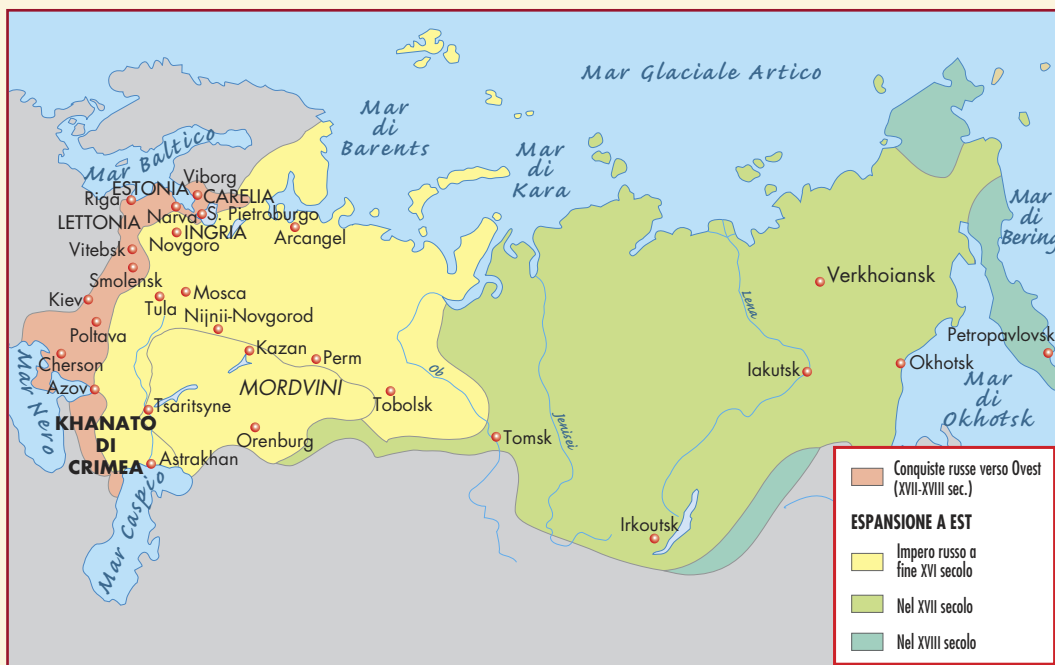 Mar Glaciale Artico
Mar
di
Barents
Mar
di
Kara
Mar Baltico
Viborg
ESTONIA
CARELIA
Riga
Narva
S. Pietroburgo
LETTONIA
INGRIA
Novgoro
Arcangel
Mar
di
Bering
Vitebsk
Smolensk
Verkhoiansk
Kiev
Tula
Mosca
Lena
Poltava
Nijnii-Novgorod
Petropavlovsk
Cherson
Kazan
Perm
Ob
Iakutsk
Okhotsk
Azov
MORDVINI
Mar Nero
Tobolsk
Mar
di
Okhotsk
Tsaritsyne
KHANATO
DI
CRIMEA
Orenburg
Jenisei
Tomsk
Astrakhan
Mar Caspio
Irkoutsk
Conquiste russe verso Ovest
(XVII-XVIII sec.)
ESPANSIONE A EST
Impero russo a
fine XVI secolo
Nel XVII secolo
Nel XVIII secolo